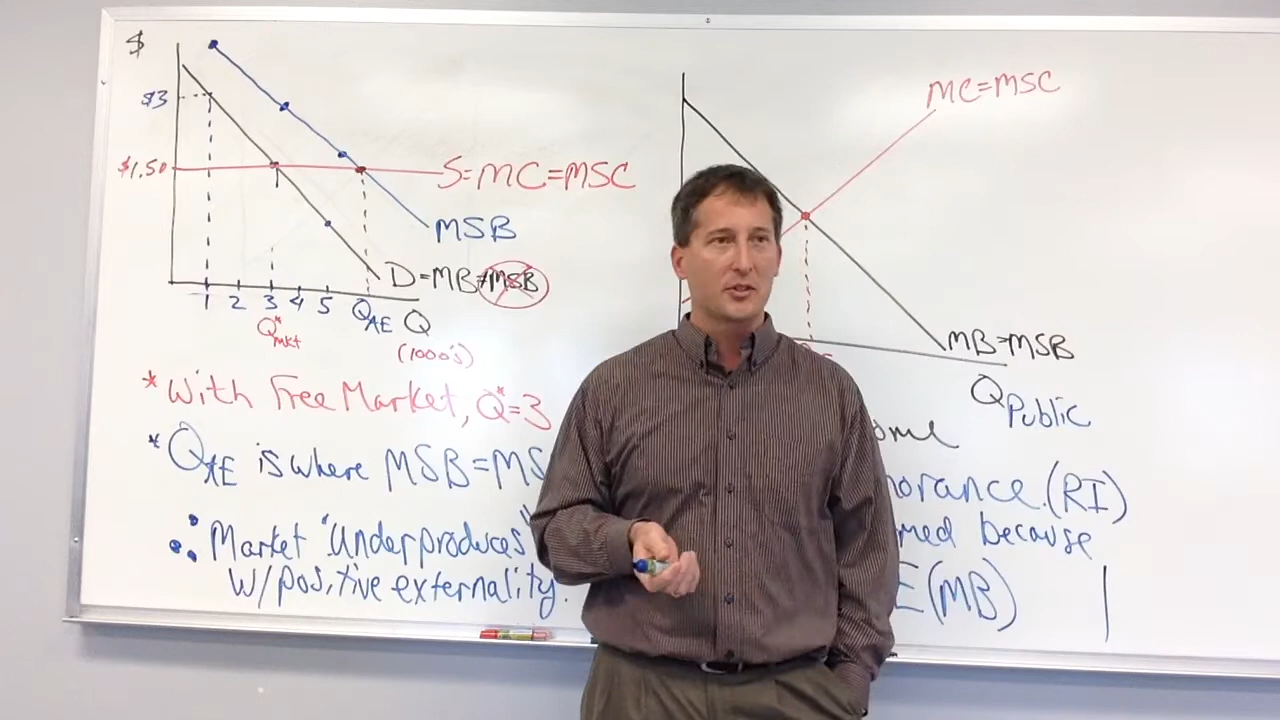 $
$3
$1.50
S=MC=MSC
MSB
D=MB≠MSB
1 2 3 4 5 QAE Q
Q*mkt
(1000's)
*With Free Market, Q*=3
*QAE is where MSB=MS
∴ Market "Underproduces"
w/positive externality.
MC=MSC
MB=MSB
QPublic
ome
norance.(RI)
med because
E(MB)